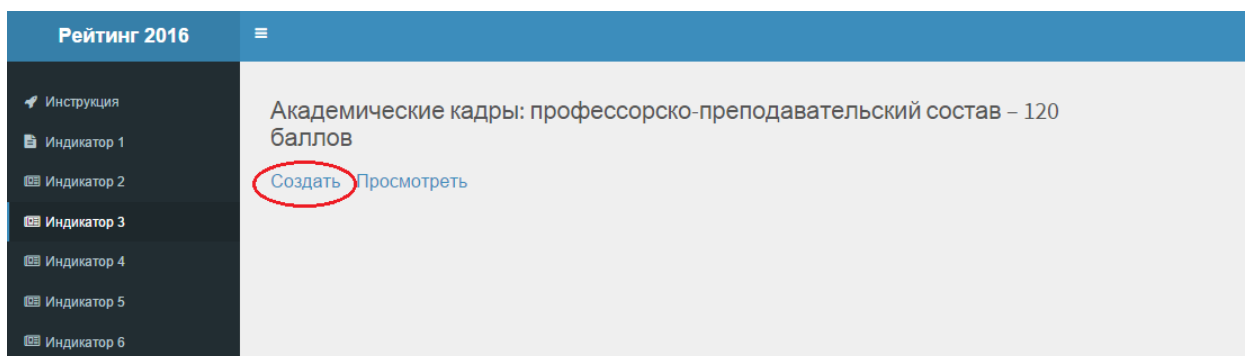 Рейтинг 2016
Инструкция
Индикатор 1
Индикатор 2
Индикатор 3
Индикатор 4
Индикатор 5
Индикатор 6
Академические кадры: профессорско-преподавательский состав – 120
баллов
Создать Просмотреть